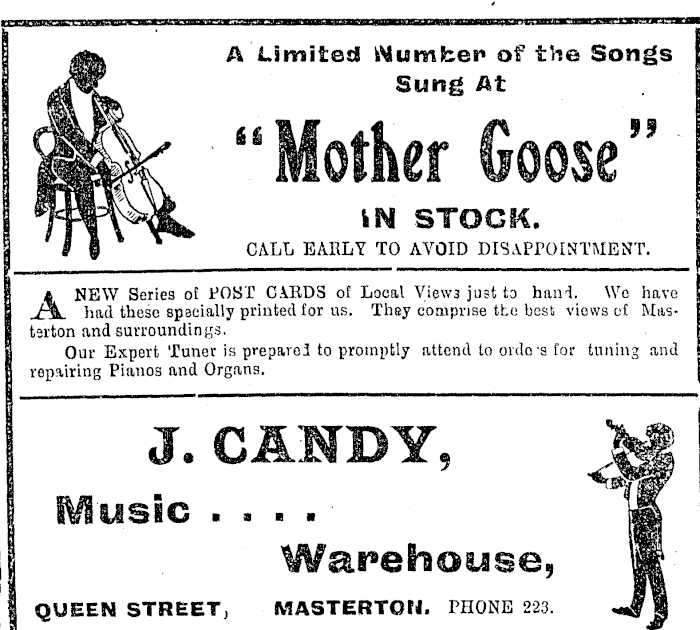 A Limited Number of the Songs
Sung At
"Mother Goose"
IN STOCK.
CALL EARLY TO AVOID DISAPPOINTMENT.
A NEW Series of POST CARDS of Local Views just to hand. We have
had these specially printed for us. They comprise the best views of Mas-
terton and surroundings.
Our Expert Tuner is prepared to promptly attend to orders for tuning and
repairing Pianos and Organs.
J. CANDY,
Music . . . .
Warehouse,
QUEEN STREET, MASTERTON. PHONE 223.